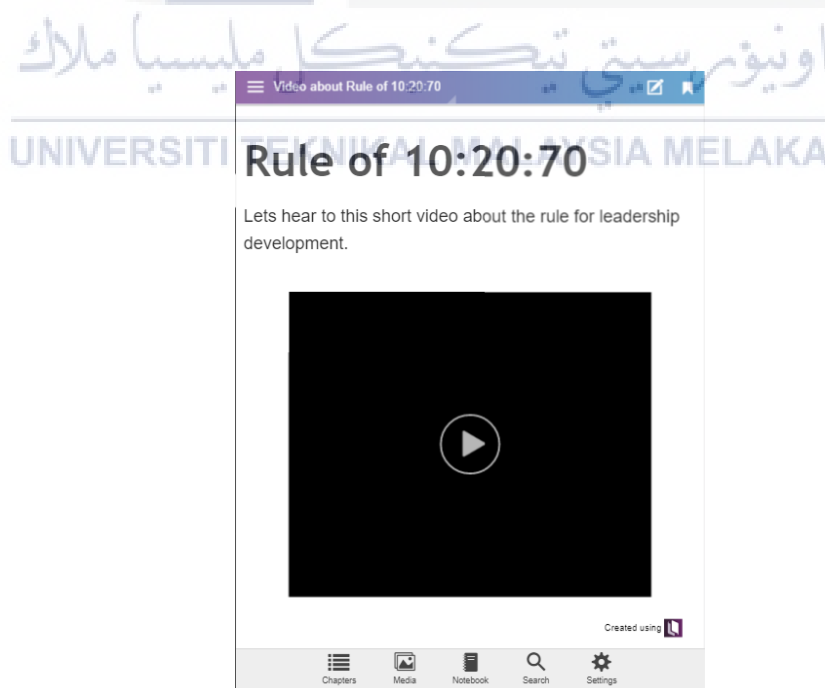 اونيۏرسيتي تيكنيكل مليسيا ملاك
UNIVERSITI TEKNIKAL MALAYSIA MELAKA
Video about Rule of 10:20:70
Rule of 10:20:70
Lets hear to this short video about the rule for leadership
development.
Created using
Chapters Media Notebook Search Settings